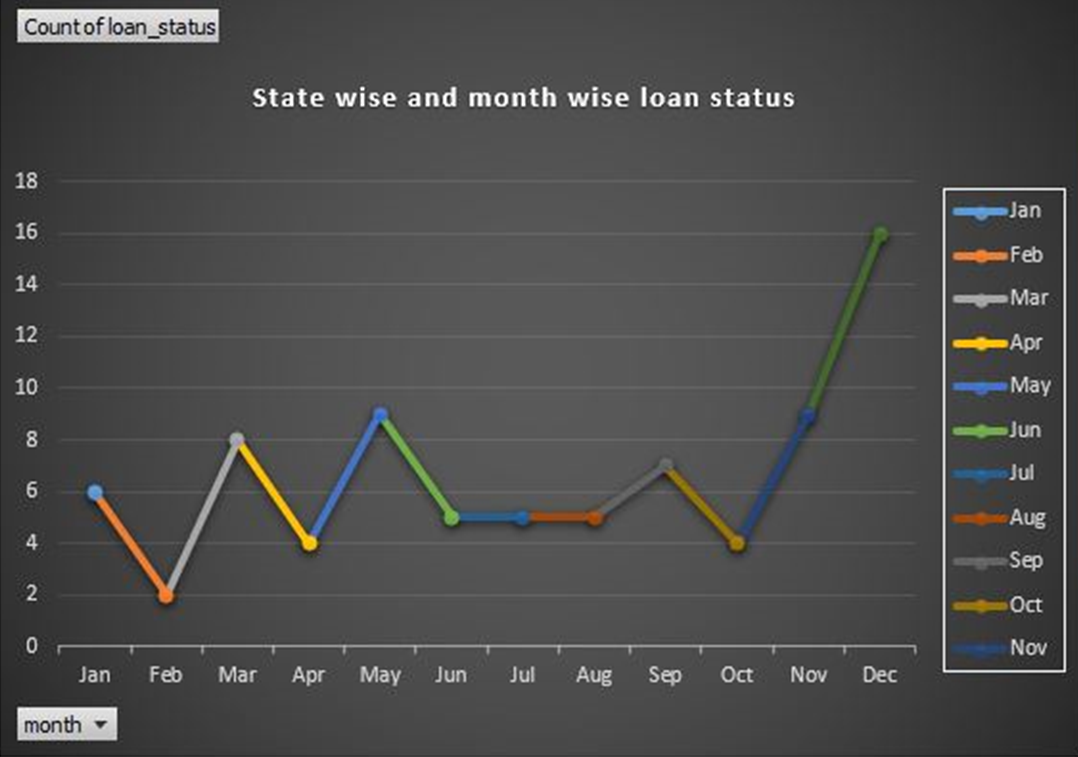 Count of loan_status
State wise and month wise loan status
18
16
14
12
10
8
6
4
2
0
Jan Feb Mar Apr May Jun Jul Aug Sep Oct Nov Dec
Jan
Feb
Mar
Apr
May
Jun
Jul
Aug
Sep
Oct
Nov
month